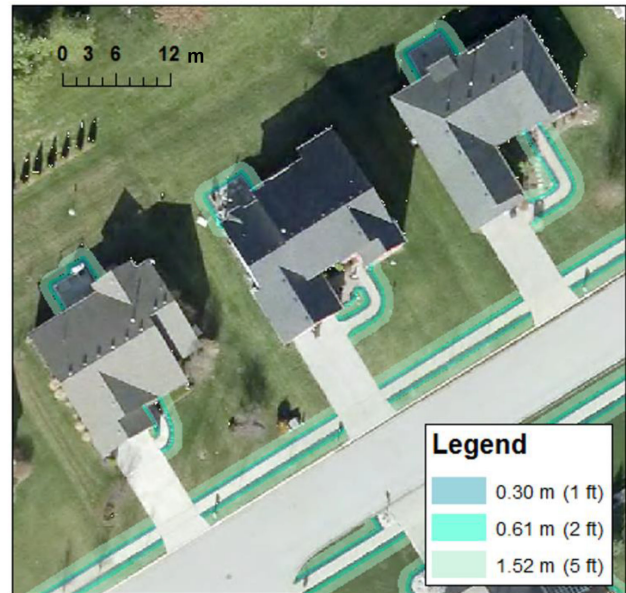 0 3 6 12 m
Legend
0.30 m (1 ft)
0.61 m (2 ft)
1.52 m (5 ft)